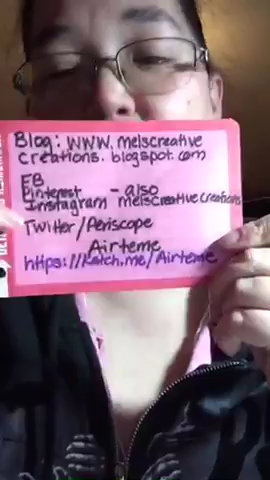 Blog: www.melscreative
creations.blogspot.com
FB
Pinterest - also
Instagram melscreativecreations
Twitter/Periscope
Airteme
https://Katch.me/Airteme